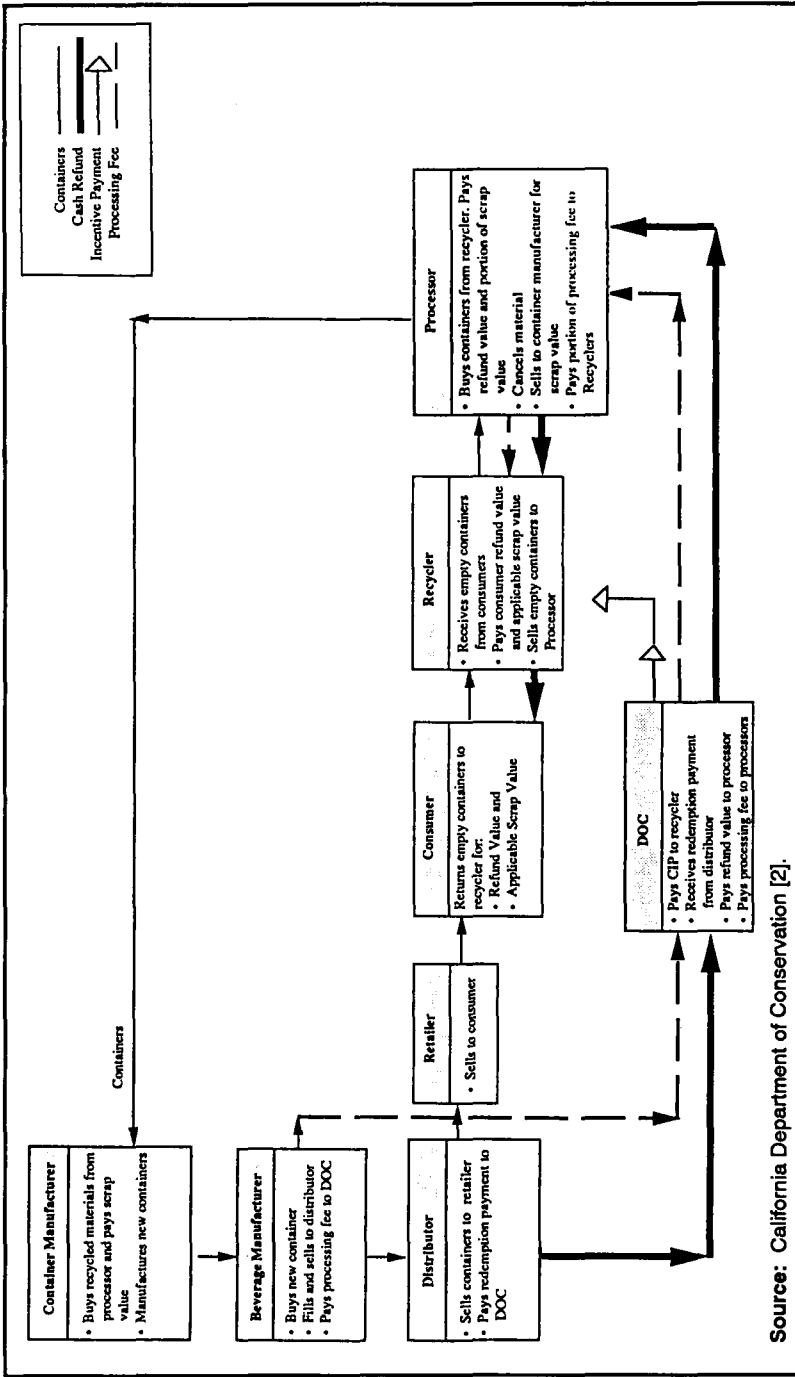 Containers
Cash Refund
Incentive Payment
Processing Fee
Containers
Container Manufacturer
• Buys recycled materials from
processor and pays scrap
value
• Manufactures new containers
Beverage Manufacturer
• Buys new container
• Fills and sells to distributor
• Pays processing fee to DOC
Distributor
• Sells containers to retailer
• Pays redemption payment to
DOC
Retailer
• Sells to consumer
Consumer
Returns empty containers to
recycler for:
• Refund Value and
• Applicable Scrap Value
Recycler
• Receives empty containers
from consumers
• Pays consumer refund value
and applicable scrap value
• Sells empty containers to
Processor
Processor
• Buys containers from recycler. Pays
refund value and portion of scrap
value
• Cancels material
• Sells to container manufacturer for
scrap value
• Pays portion of processing fee to
Recyclers
DOC
• Pays CIP to recycler
• Receives redemption payment
from distributor
• Pays refund value to processor
• Pays processing fee to processors
Source: California Department of Conservation [2].